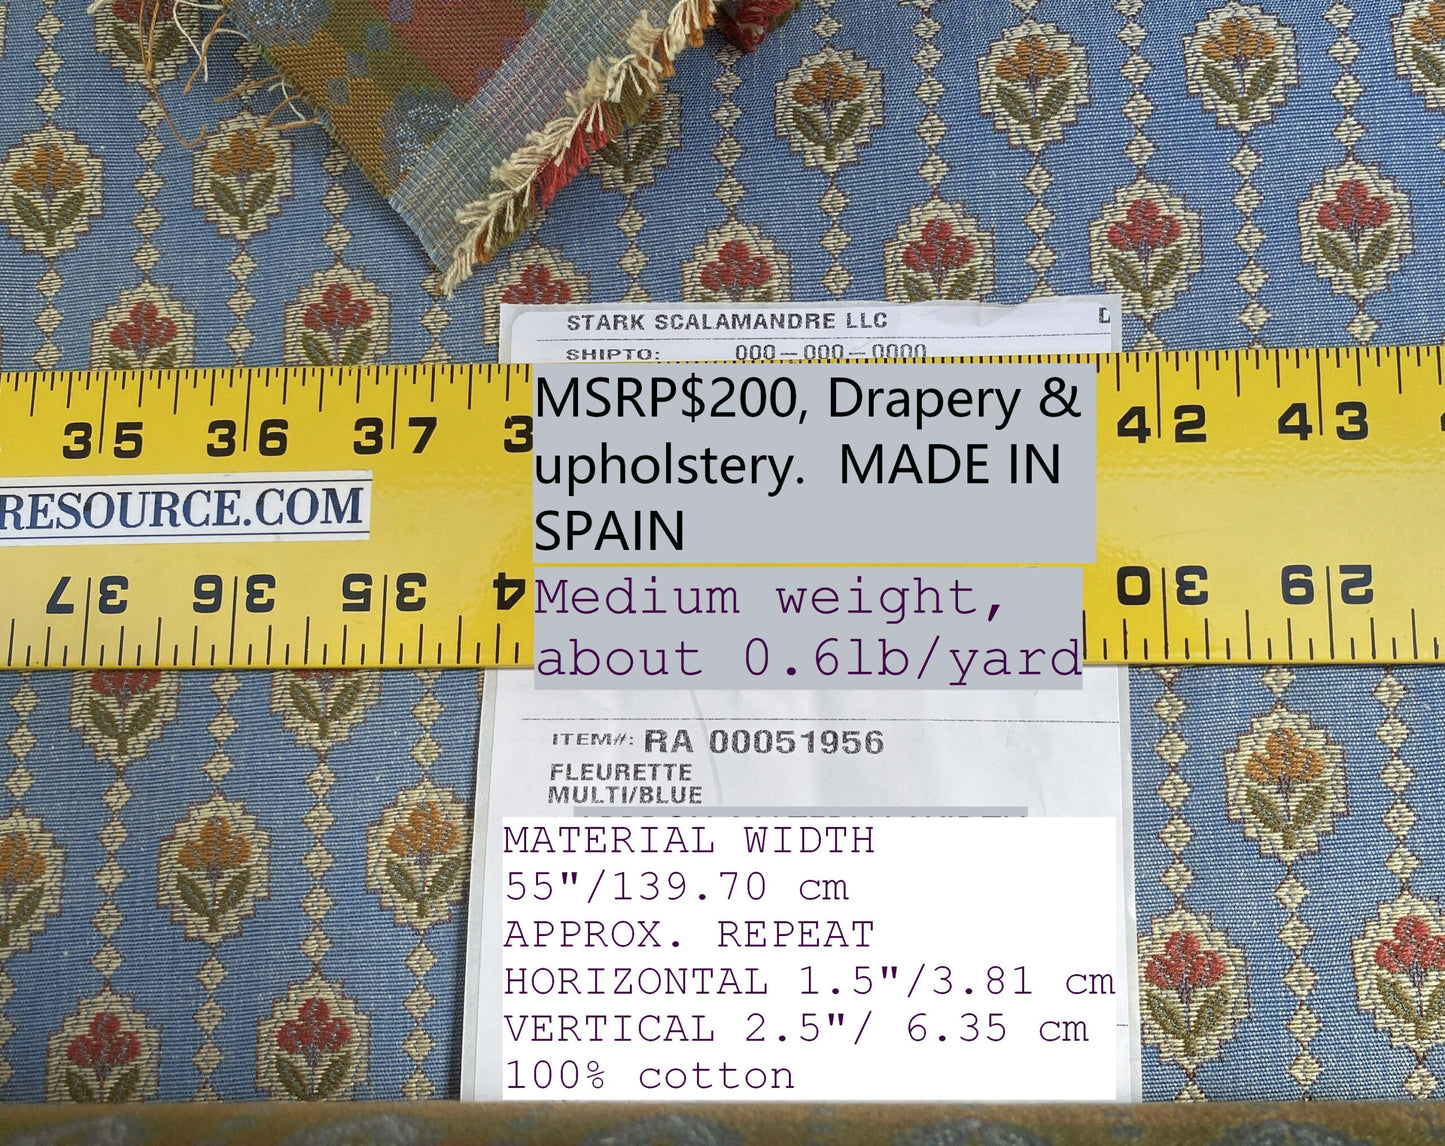 STARK SCALAMANDRE LLC
SHIPTO: 000-000-0000
35 36 37 3
42 43
MSRP$200, Drapery &
upholstery. MADE IN
SPAIN
RESOURCE.COM
37 36 35 34
30 29
Medium weight,
about 0.6lb/yard
ITEM#: RA 00051956
FLEURETTE
MULTI/BLUE
MATERIAL WIDTH
55"/139.70 cm
APPROX. REPEAT
HORIZONTAL 1.5"/3.81 cm
VERTICAL 2.5"/ 6.35 cm
100% cotton